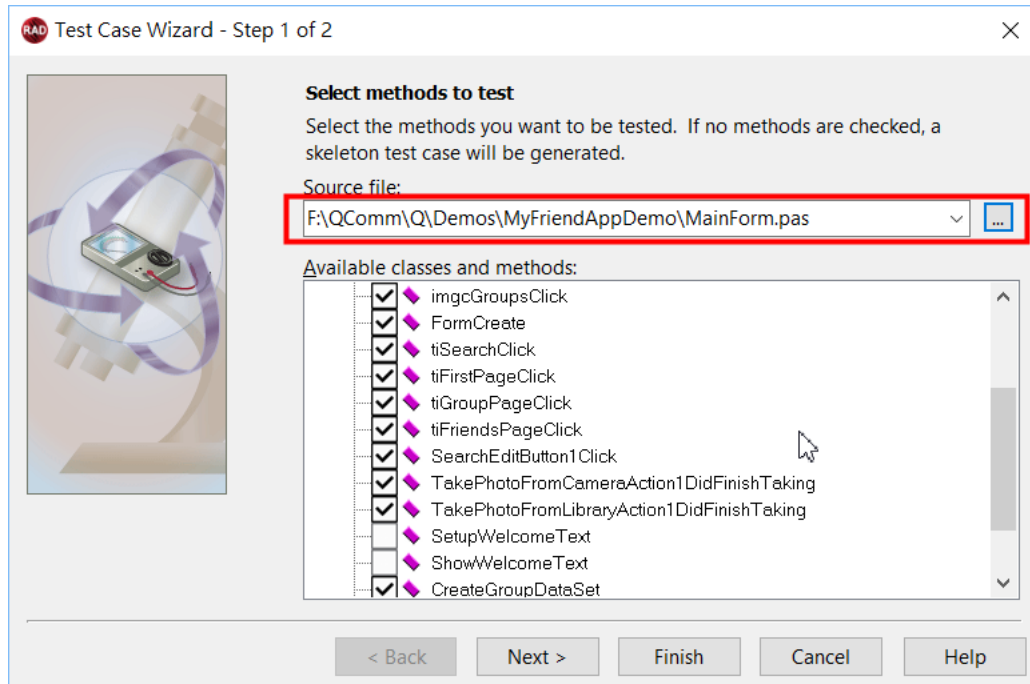 RAD Test Case Wizard - Step 1 of 2
Select methods to test
Select the methods you want to be tested. If no methods are checked, a
skeleton test case will be generated.
Source file:
F:\QComm\Q\Demos\MyFriendAppDemo\MainForm.pas
...
Available classes and methods:
imgcGroupsClick
FormCreate
tiSearchClick
tiFirstPageClick
tiGroupPageClick
tiFriendsPageClick
SearchEditButton1Click
TakePhotoFromCameraAction1DidFinishTaking
TakePhotoFromLibraryAction1DidFinishTaking
SetupWelcomeText
ShowWelcomeText
CreateGroupDataSet
< Back Next > Finish Cancel Help